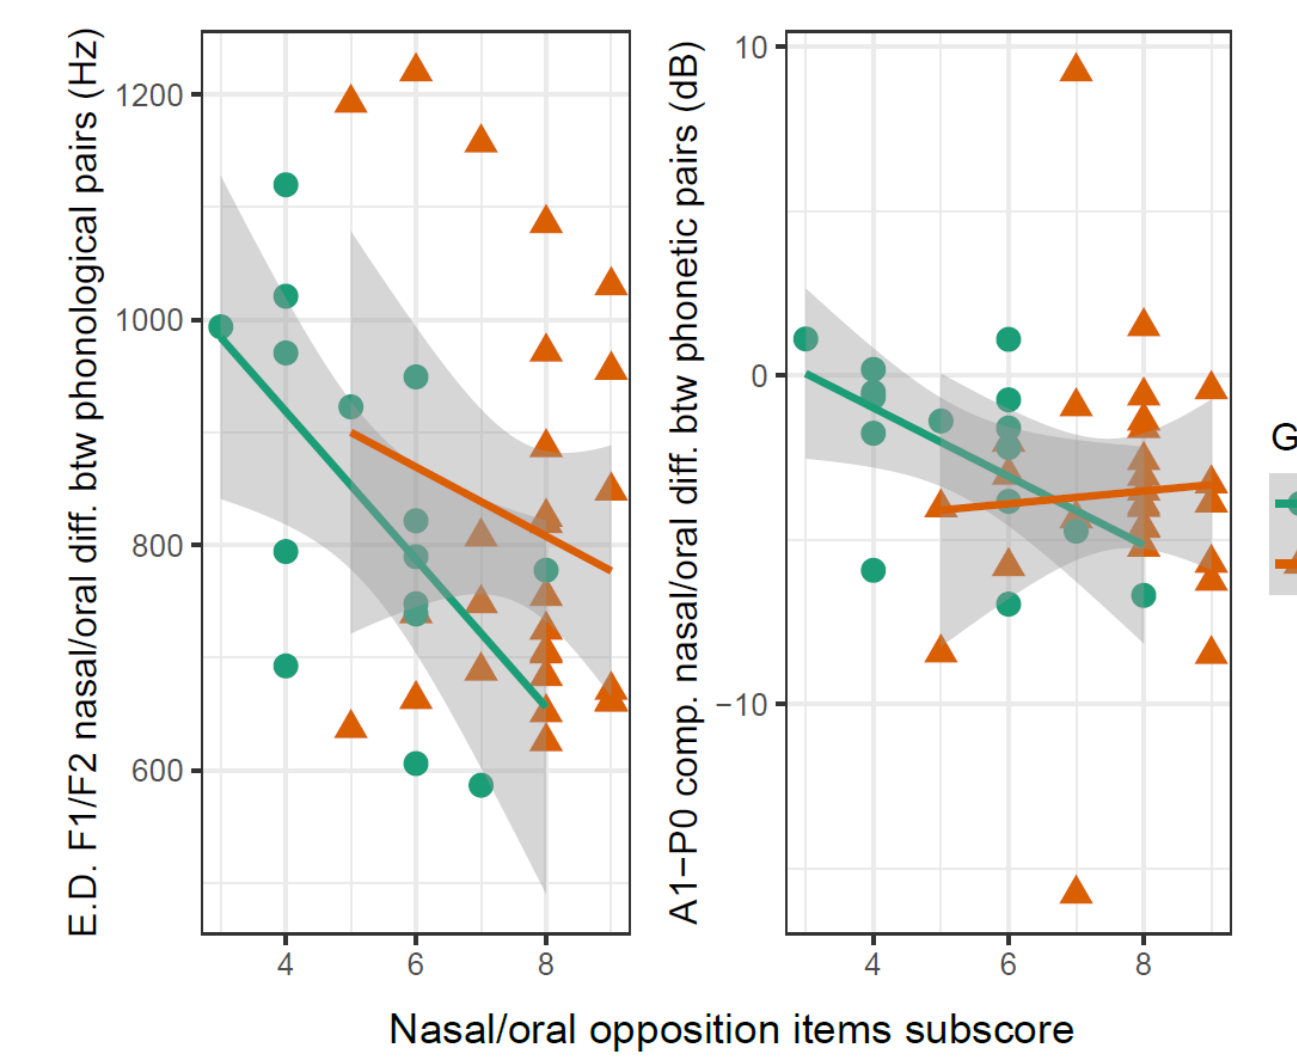 E.D. F1/F2 nasal/oral diff. btw phonological pairs (Hz)
1200
1000
800
600
4 6 8
A1−P0 comp. nasal/oral diff. btw phonetic pairs (dB)
10
0
−10
4 6 8
Nasal/oral opposition items subscore
G